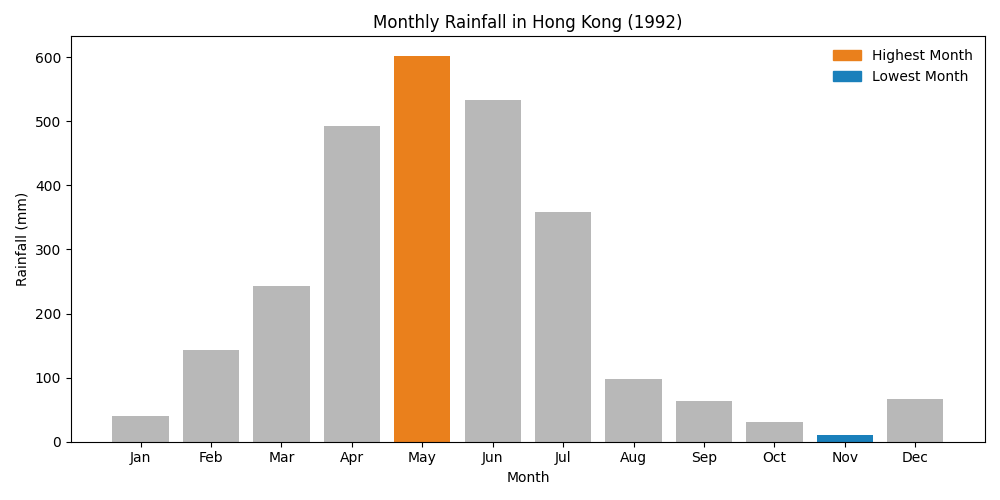 Monthly Rainfall in Hong Kong (1992)
Highest Month
Lowest Month
Rainfall (mm)
600
500
400
300
200
100
0
Jan Feb Mar Apr May Jun Jul Aug Sep Oct Nov Dec
Month